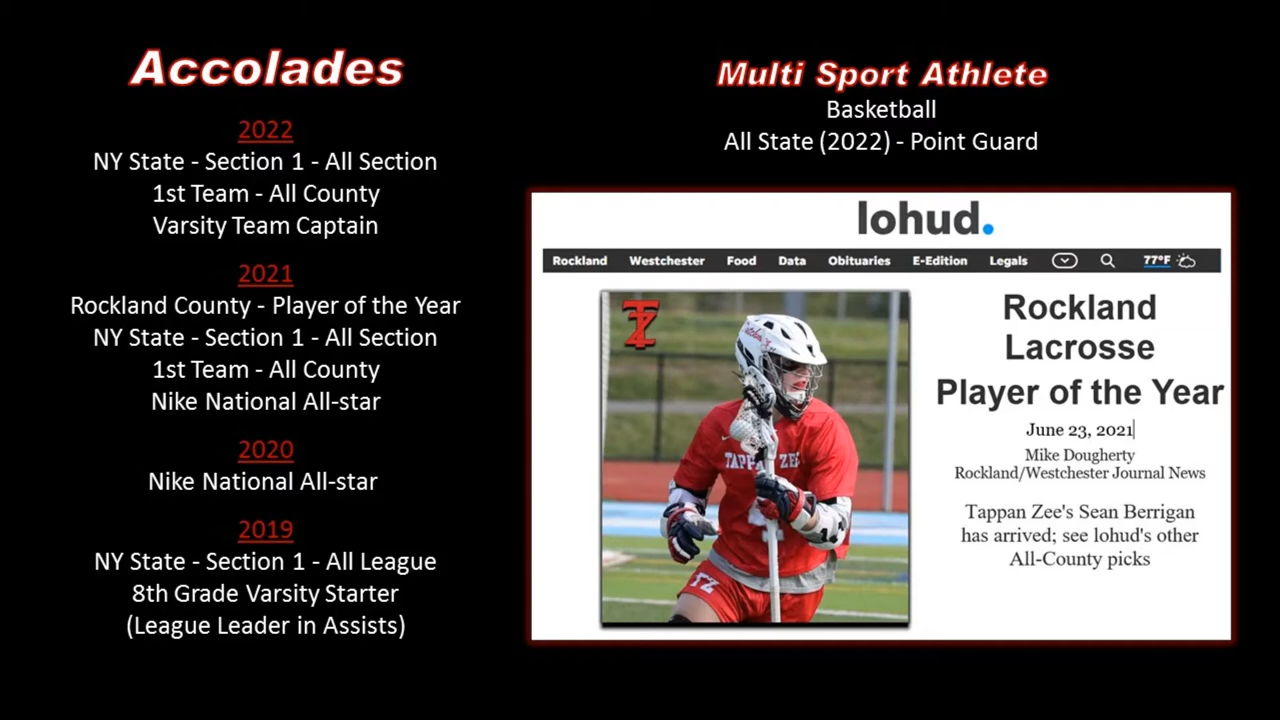 Accolades
2022
NY State - Section 1 - All Section
1st Team - All County
Varsity Team Captain
2021
Rockland County - Player of the Year
NY State - Section 1 - All Section
1st Team - All County
Nike National All-star
2020
Nike National All-star
2019
NY State - Section 1 - All League
8th Grade Varsity Starter
(League Leader in Assists)
Multi Sport Athlete
Basketball
All State (2022) - Point Guard
lohud.
Rockland Westchester Food Data Obituaries E-Edition Legals 77°F
TZ
TAPPAN ZEE
TZ
Rockland
Lacrosse
Player of the Year
June 23, 2021
Mike Dougherty
Rockland/Westchester Journal News
Tappan Zee's Sean Berrigan
has arrived; see lohud's other
All-County picks